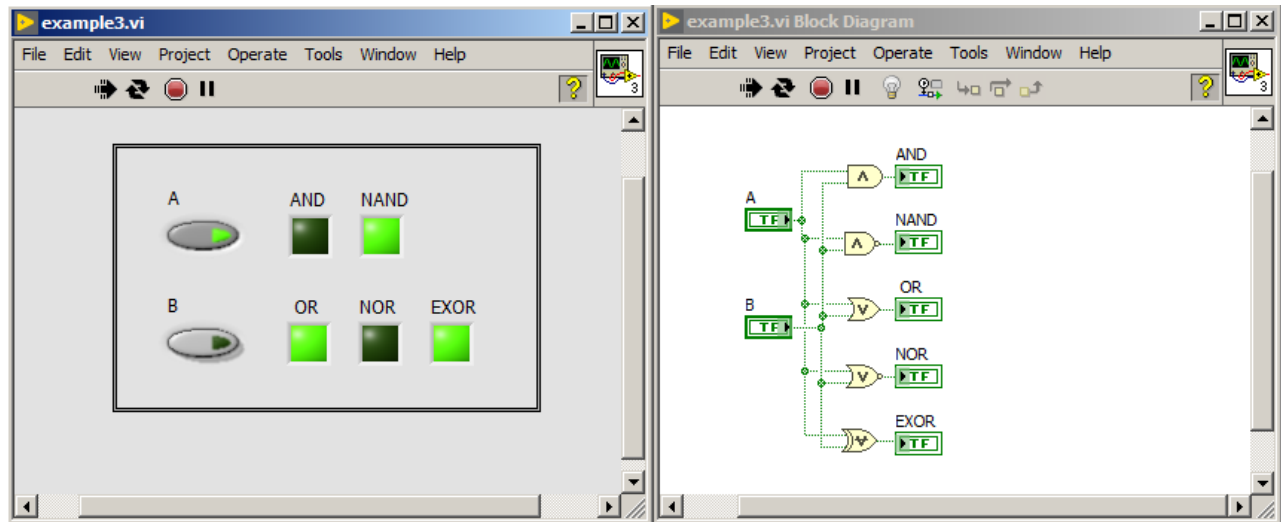 example3.vi
File Edit View Project Operate Tools Window Help
? 3
A AND NAND
B OR NOR EXOR
example3.vi Block Diagram
File Edit View Project Operate Tools Window Help
? 3
AND
TF
A
TF
NAND
TF
OR
B
TF
TF
NOR
TF
EXOR
TF